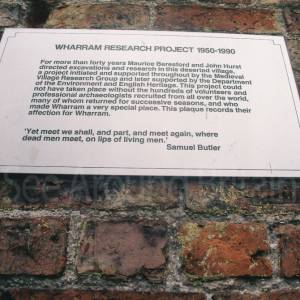 WHARRAM RESEARCH PROJECT 1950-1990
For more than forty years Maurice Beresford and John Hurst
directed excavations and research in this deserted village,
a project initiated and supported throughout by the Medieval
Village Research Group and later supported by the Department
of the Environment and English Heritage. This project could
not have taken place without the hundreds of volunteers and
professional archaeologists recruited from all over the world,
many of whom returned for successive seasons, and who
made Wharram a very special place. This plaque records their
affection for Wharram.
'Yet meet we shall, and part, and meet again, where
dead men meet, on lips of living men.'
Samuel Butler